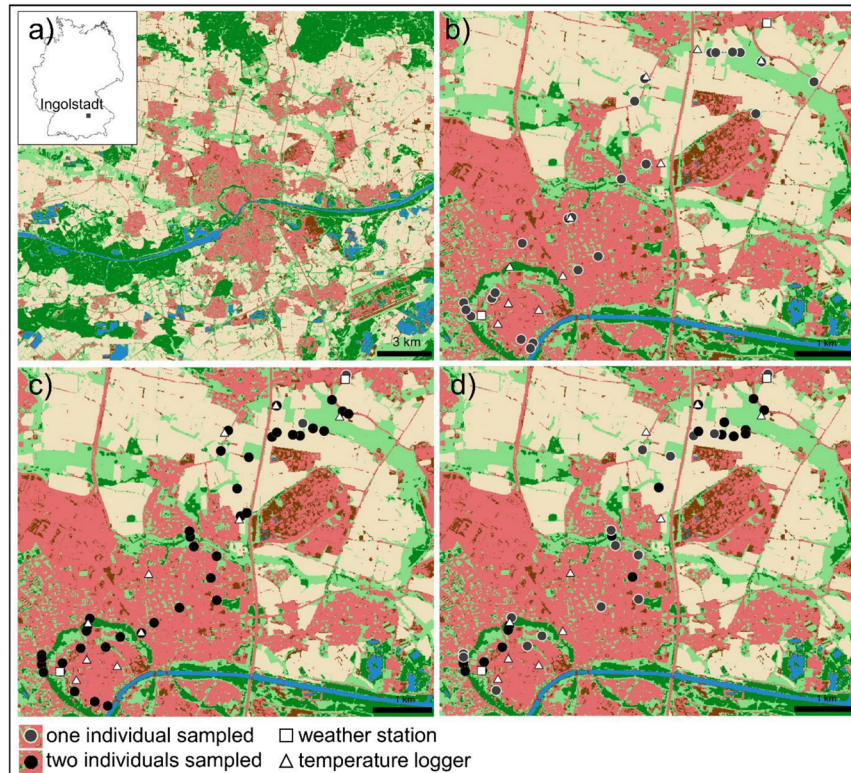 a)
Ingolstadt
3 km
b)
1 km
c)
1 km
d)
1 km
one individual sampled
weather station
two individuals sampled
temperature logger